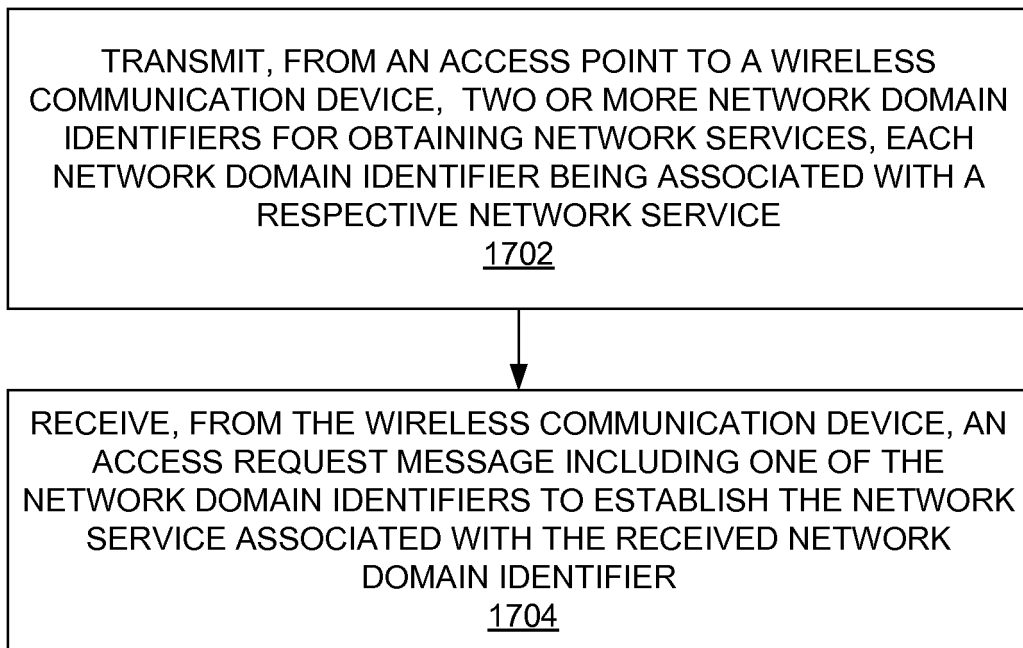 TRANSMIT, FROM AN ACCESS POINT TO A WIRELESS
COMMUNICATION DEVICE, TWO OR MORE NETWORK DOMAIN
IDENTIFIERS FOR OBTAINING NETWORK SERVICES, EACH
NETWORK DOMAIN IDENTIFIER BEING ASSOCIATED WITH A
RESPECTIVE NETWORK SERVICE
1702
RECEIVE, FROM THE WIRELESS COMMUNICATION DEVICE, AN
ACCESS REQUEST MESSAGE INCLUDING ONE OF THE
NETWORK DOMAIN IDENTIFIERS TO ESTABLISH THE NETWORK
SERVICE ASSOCIATED WITH THE RECEIVED NETWORK
DOMAIN IDENTIFIER
1704